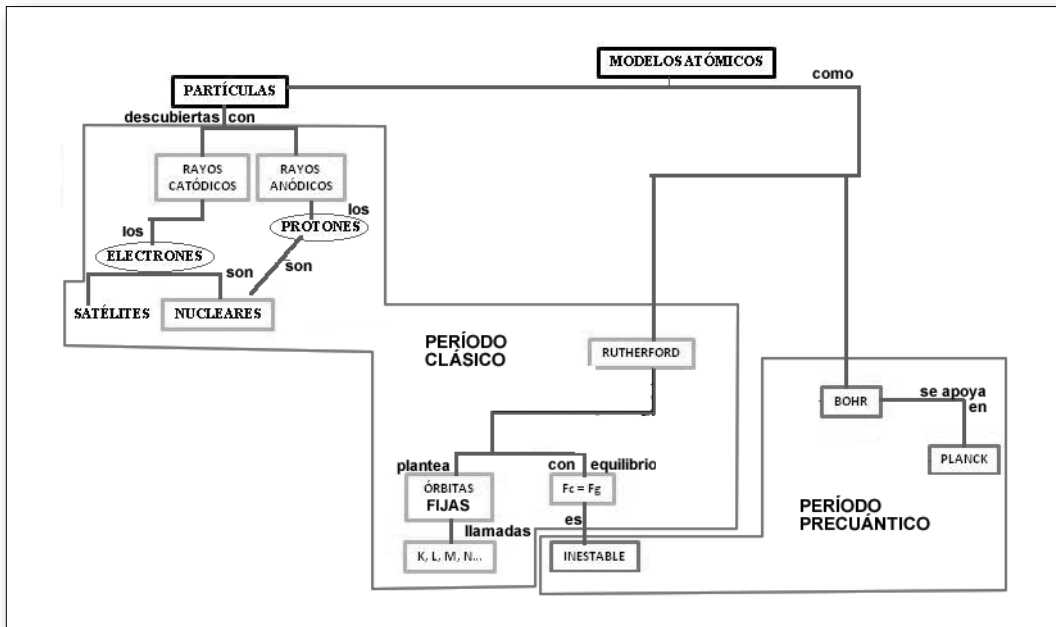 MODELOS ATÓMICOS
como
PARTÍCULAS
descubiertas con
RAYOS
CATÓDICOS
RAYOS
ANÓDICOS
los
PROTONES
los
ELECTRONES
son
son
SATÉLITES
NUCLEARES
PERÍODO
CLÁSICO
RUTHERFORD
BOHR
se apoya
en
PLANCK
plantea
con equilibrio
ÓRBITAS
FIJAS
Fc = Fg
llamadas
es
K, L, M, N...
INESTABLE
PERÍODO
PRECUÁNTICO